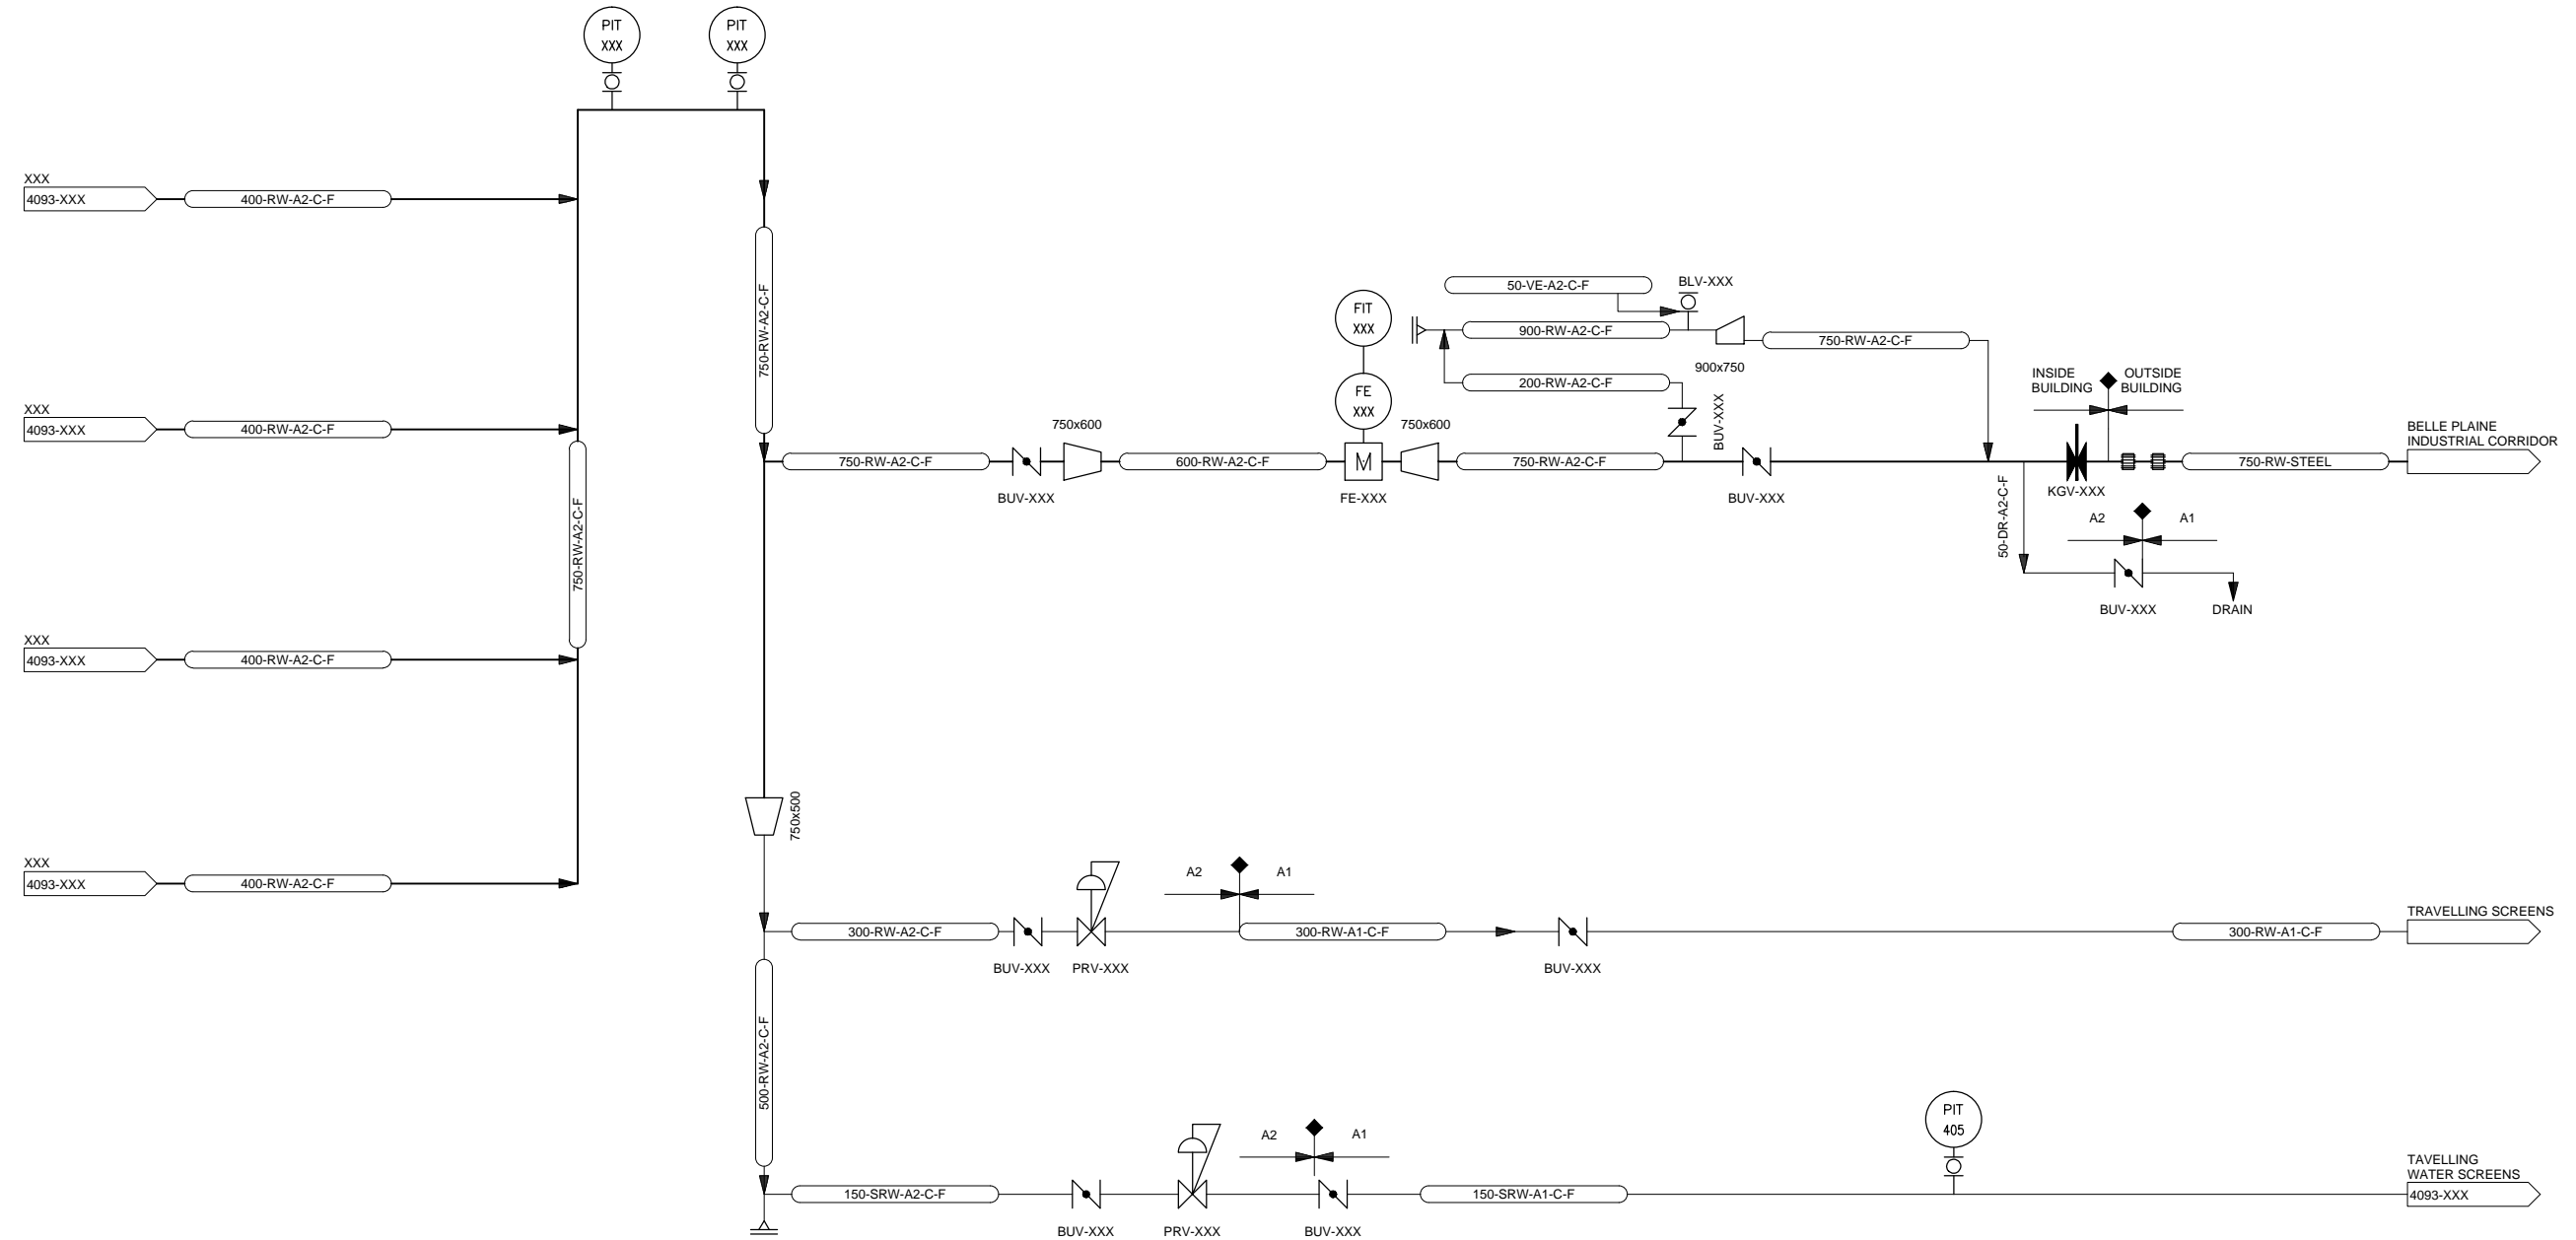 PIT
XXX
PIT
XXX
XXX
4093-XXX
400-RW-A2-C-F
XXX
4093-XXX
400-RW-A2-C-F
XXX
4093-XXX
400-RW-A2-C-F
XXX
4093-XXX
400-RW-A2-C-F
750-RW-A2-C-F
750-RW-A2-C-F
750-RW-A2-C-F
BUV-XXX
750x600
600-RW-A2-C-F
FIT
XXX
FE
XXX
M
FE-XXX
750x600
750-RW-A2-C-F
50-VE-A2-C-F
BLV-XXX
900-RW-A2-C-F
900x750
750-RW-A2-C-F
200-RW-A2-C-F
BUV-XXX
BUV-XXX
INSIDE
BUILDING
OUTSIDE
BUILDING
KGV-XXX
750-RW-STEEL
BELLE PLAINE
INDUSTRIAL CORRIDOR
50-DR-A2-C-F
A2
A1
BUV-XXX
DRAIN
750x500
300-RW-A2-C-F
BUV-XXX
PRV-XXX
A2
A1
300-RW-A1-C-F
BUV-XXX
300-RW-A1-C-F
TRAVELLING SCREENS
500-RW-A2-C-F
150-SRW-A2-C-F
BUV-XXX
PRV-XXX
A2
A1
BUV-XXX
150-SRW-A1-C-F
PIT
405
TAVELLING
WATER SCREENS
4093-XXX